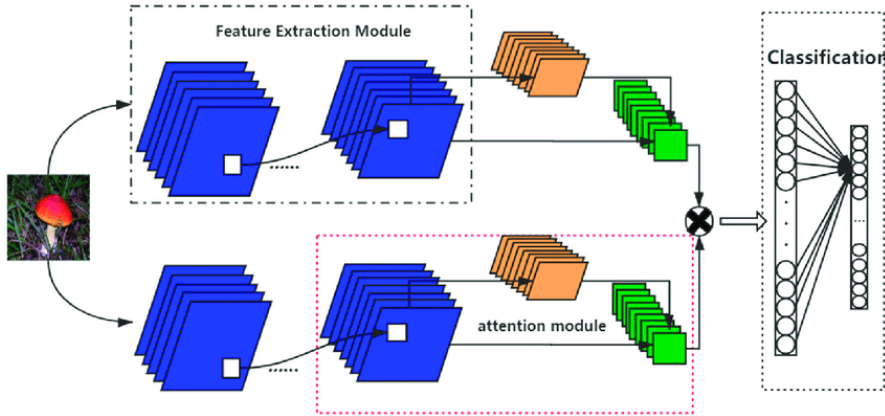 Feature Extraction Module
Classification
......
attention module
......